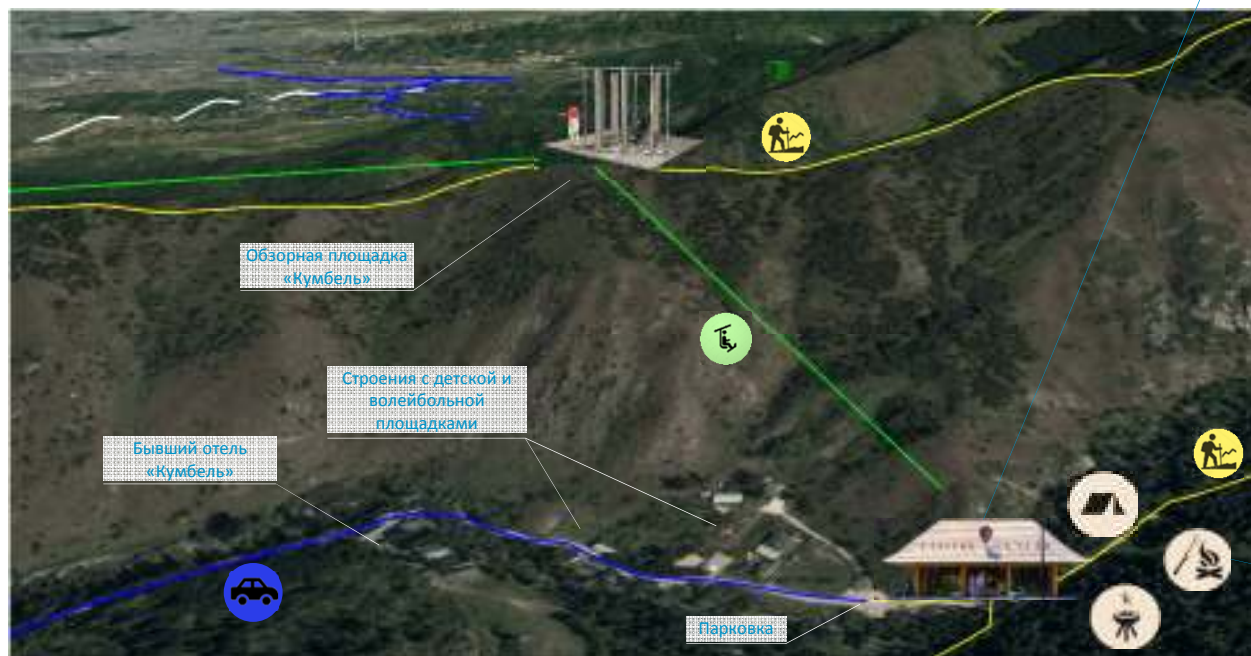 Обзорная площадка
«Кумбель»
Строения с детской и
волейбольной
площадками
Бывший отель
«Кумбель»
Парковка